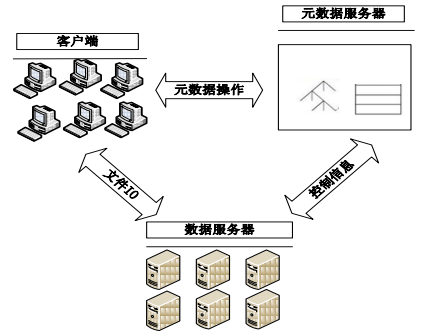 元数据服务器
客户端
元数据操作
文件IO
控制信息
数据服务器